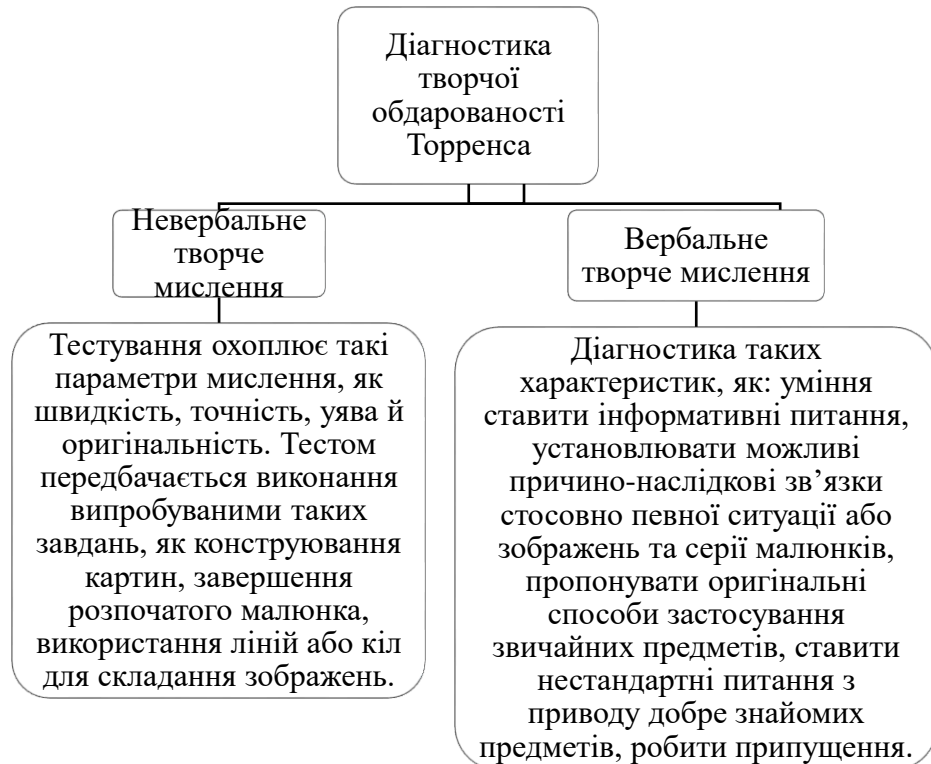 Діагностика
творчої
обдарованості
Торренса
Невербальне
творче
мислення
Вербальне
творче мислення
Тестування охоплює такі
параметри мислення, як
швидкість, точність, уява й
оригінальність. Тестом
передбачається виконання
випробуваними таких
завдань, як конструювання
картин, завершення
розпочатого малюнка,
використання ліній або кіл
для складання зображень.
Діагностика таких
характеристик, як: уміння
ставити інформативні питання,
установлювати можливі
причино-наслідкові зв’язки
стосовно певної ситуації або
зображень та серії малюнків,
пропонувати оригінальні
способи застосування
звичайних предметів, ставити
нестандартні питання з
приводу добре знайомих
предметів, робити припущення.